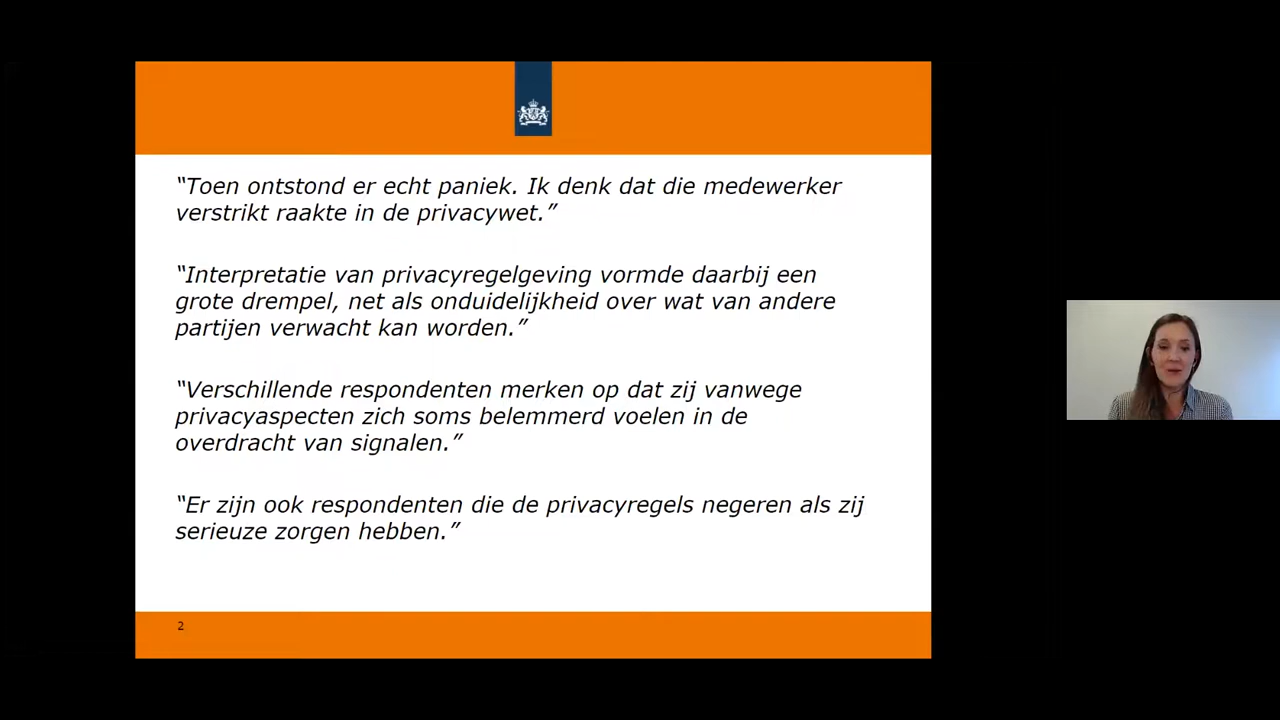 “Toen ontstond er echt paniek. Ik denk dat die medewerker
verstrikt raakte in de privacywet.”
“Interpretatie van privacyregelgeving vormde daarbij een
grote drempel, net als onduidelijkheid over wat van andere
partijen verwacht kan worden.”
“Verschillende respondenten merken op dat zij vanwege
privacyaspecten zich soms belemmerd voelen in de
overdracht van signalen.”
“Er zijn ook respondenten die de privacyregels negeren als zij
serieuze zorgen hebben.”
2